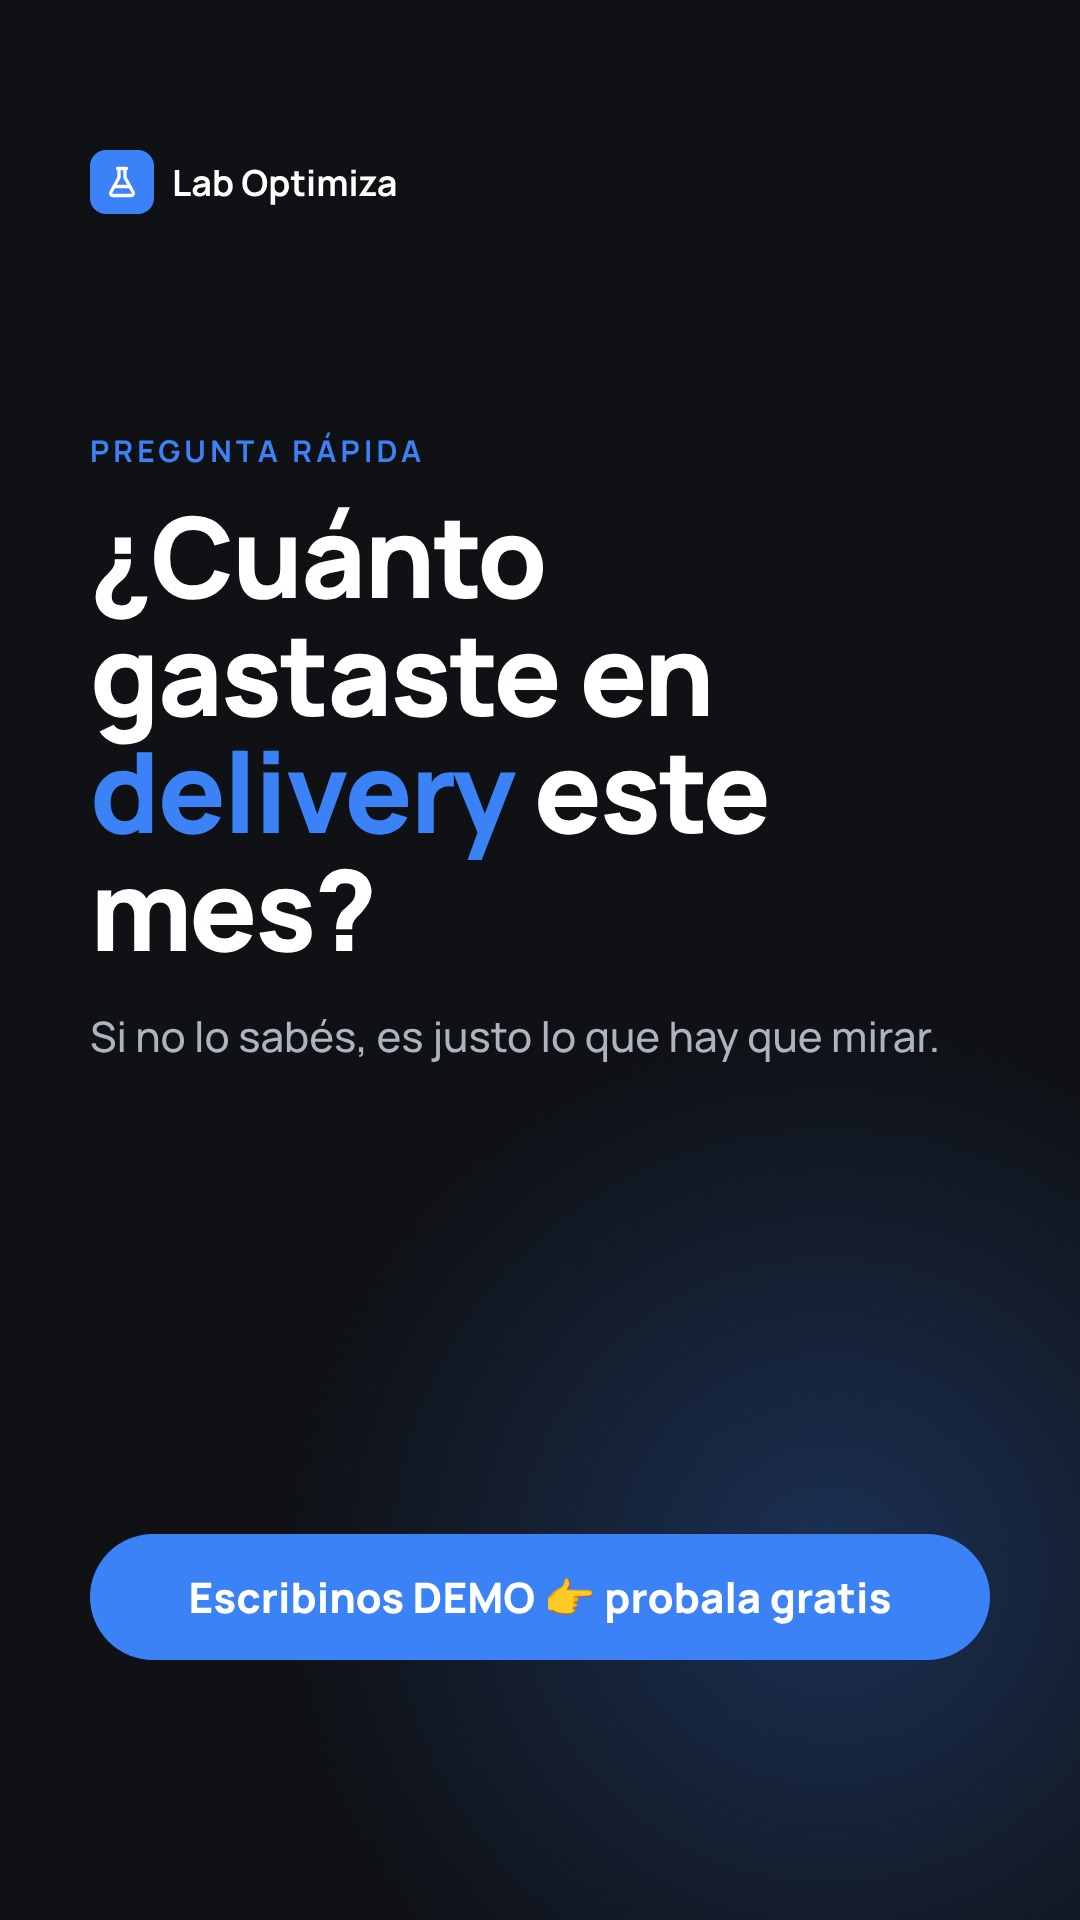 Lab Optimiza
PREGUNTA RÁPIDA
¿Cuánto
gastaste en
delivery este
mes?
Si no lo sabés, es justo lo que hay que mirar.
Escribinos DEMO 👉 probala gratis